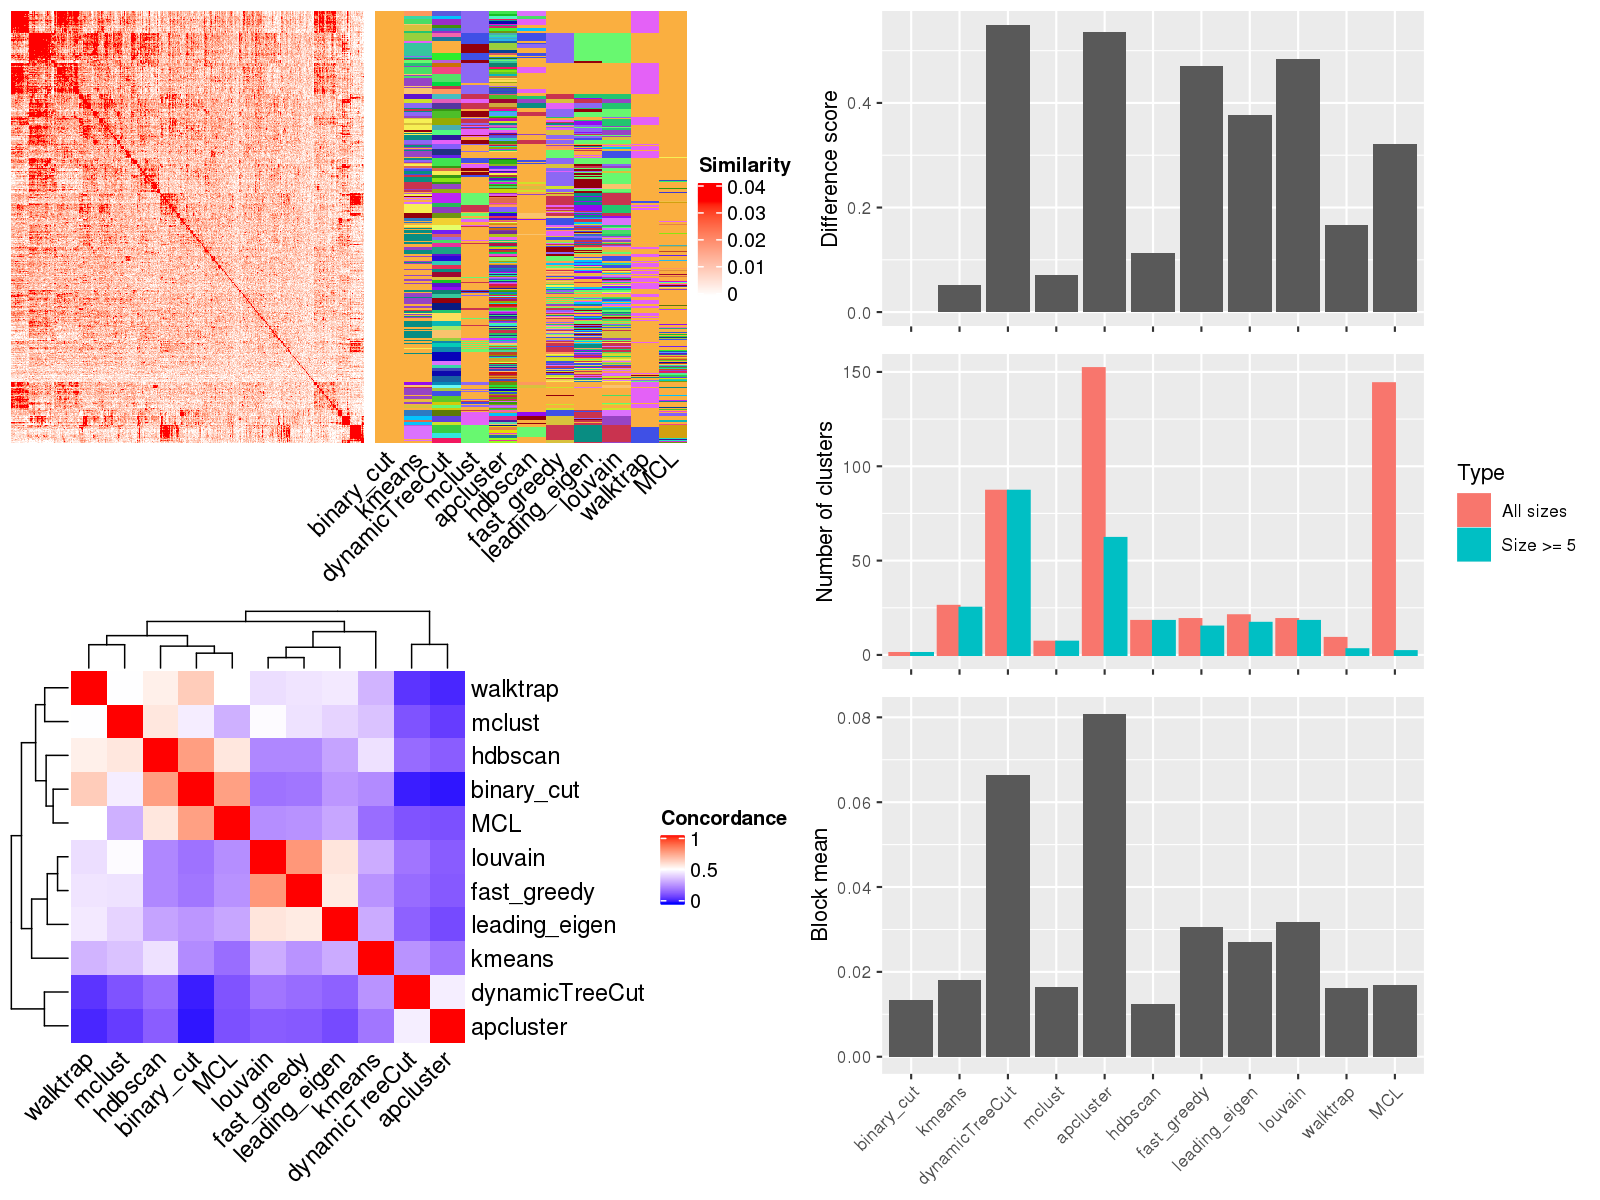 Similarity
0.04
0.03
0.02
0.01
0
binary_cut
kmeans
dynamicTreeCut
mclust
apcluster
hdbscan
fast_greedy
leading_eigen
louvain
walktrap
MCL
walktrap
mclust
hdbscan
binary_cut
MCL
louvain
fast_greedy
leading_eigen
kmeans
dynamicTreeCut
apcluster
walktrap
mclust
hdbscan
binary_cut
MCL
louvain
fast_greedy
leading_eigen
kmeans
dynamicTreeCut
apcluster
Concordance
1
0.5
0
Difference score
0.4
0.2
0.0
Number of clusters
150
100
50
0
Type
All sizes
Size >= 5
Block mean
0.08
0.06
0.04
0.02
0.00
binary_cut
kmeans
dynamicTreeCut
mclust
apcluster
hdbscan
fast_greedy
leading_eigen
louvain
walktrap
MCL